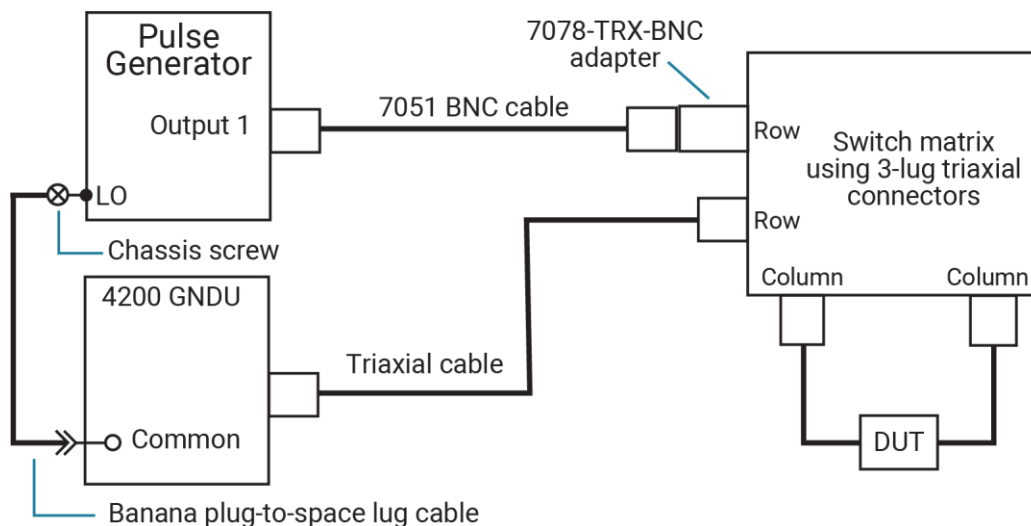 Pulse
Generator
Output 1
LO
Chassis screw
7051 BNC cable
7078-TRX-BNC
adapter
Row
Switch matrix
using 3-lug triaxial
connectors
Row
Column
Column
4200 GNDU
Triaxial cable
Common
DUT
Banana plug-to-space lug cable